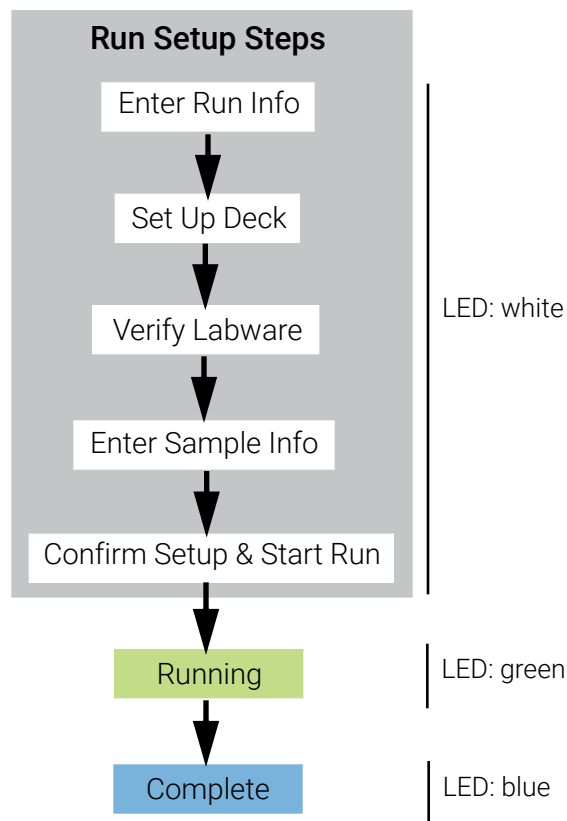 Run Setup Steps
Enter Run Info
Set Up Deck
Verify Labware
LED: white
Enter Sample Info
Confirm Setup & Start Run
Running
LED: green
Complete
LED: blue